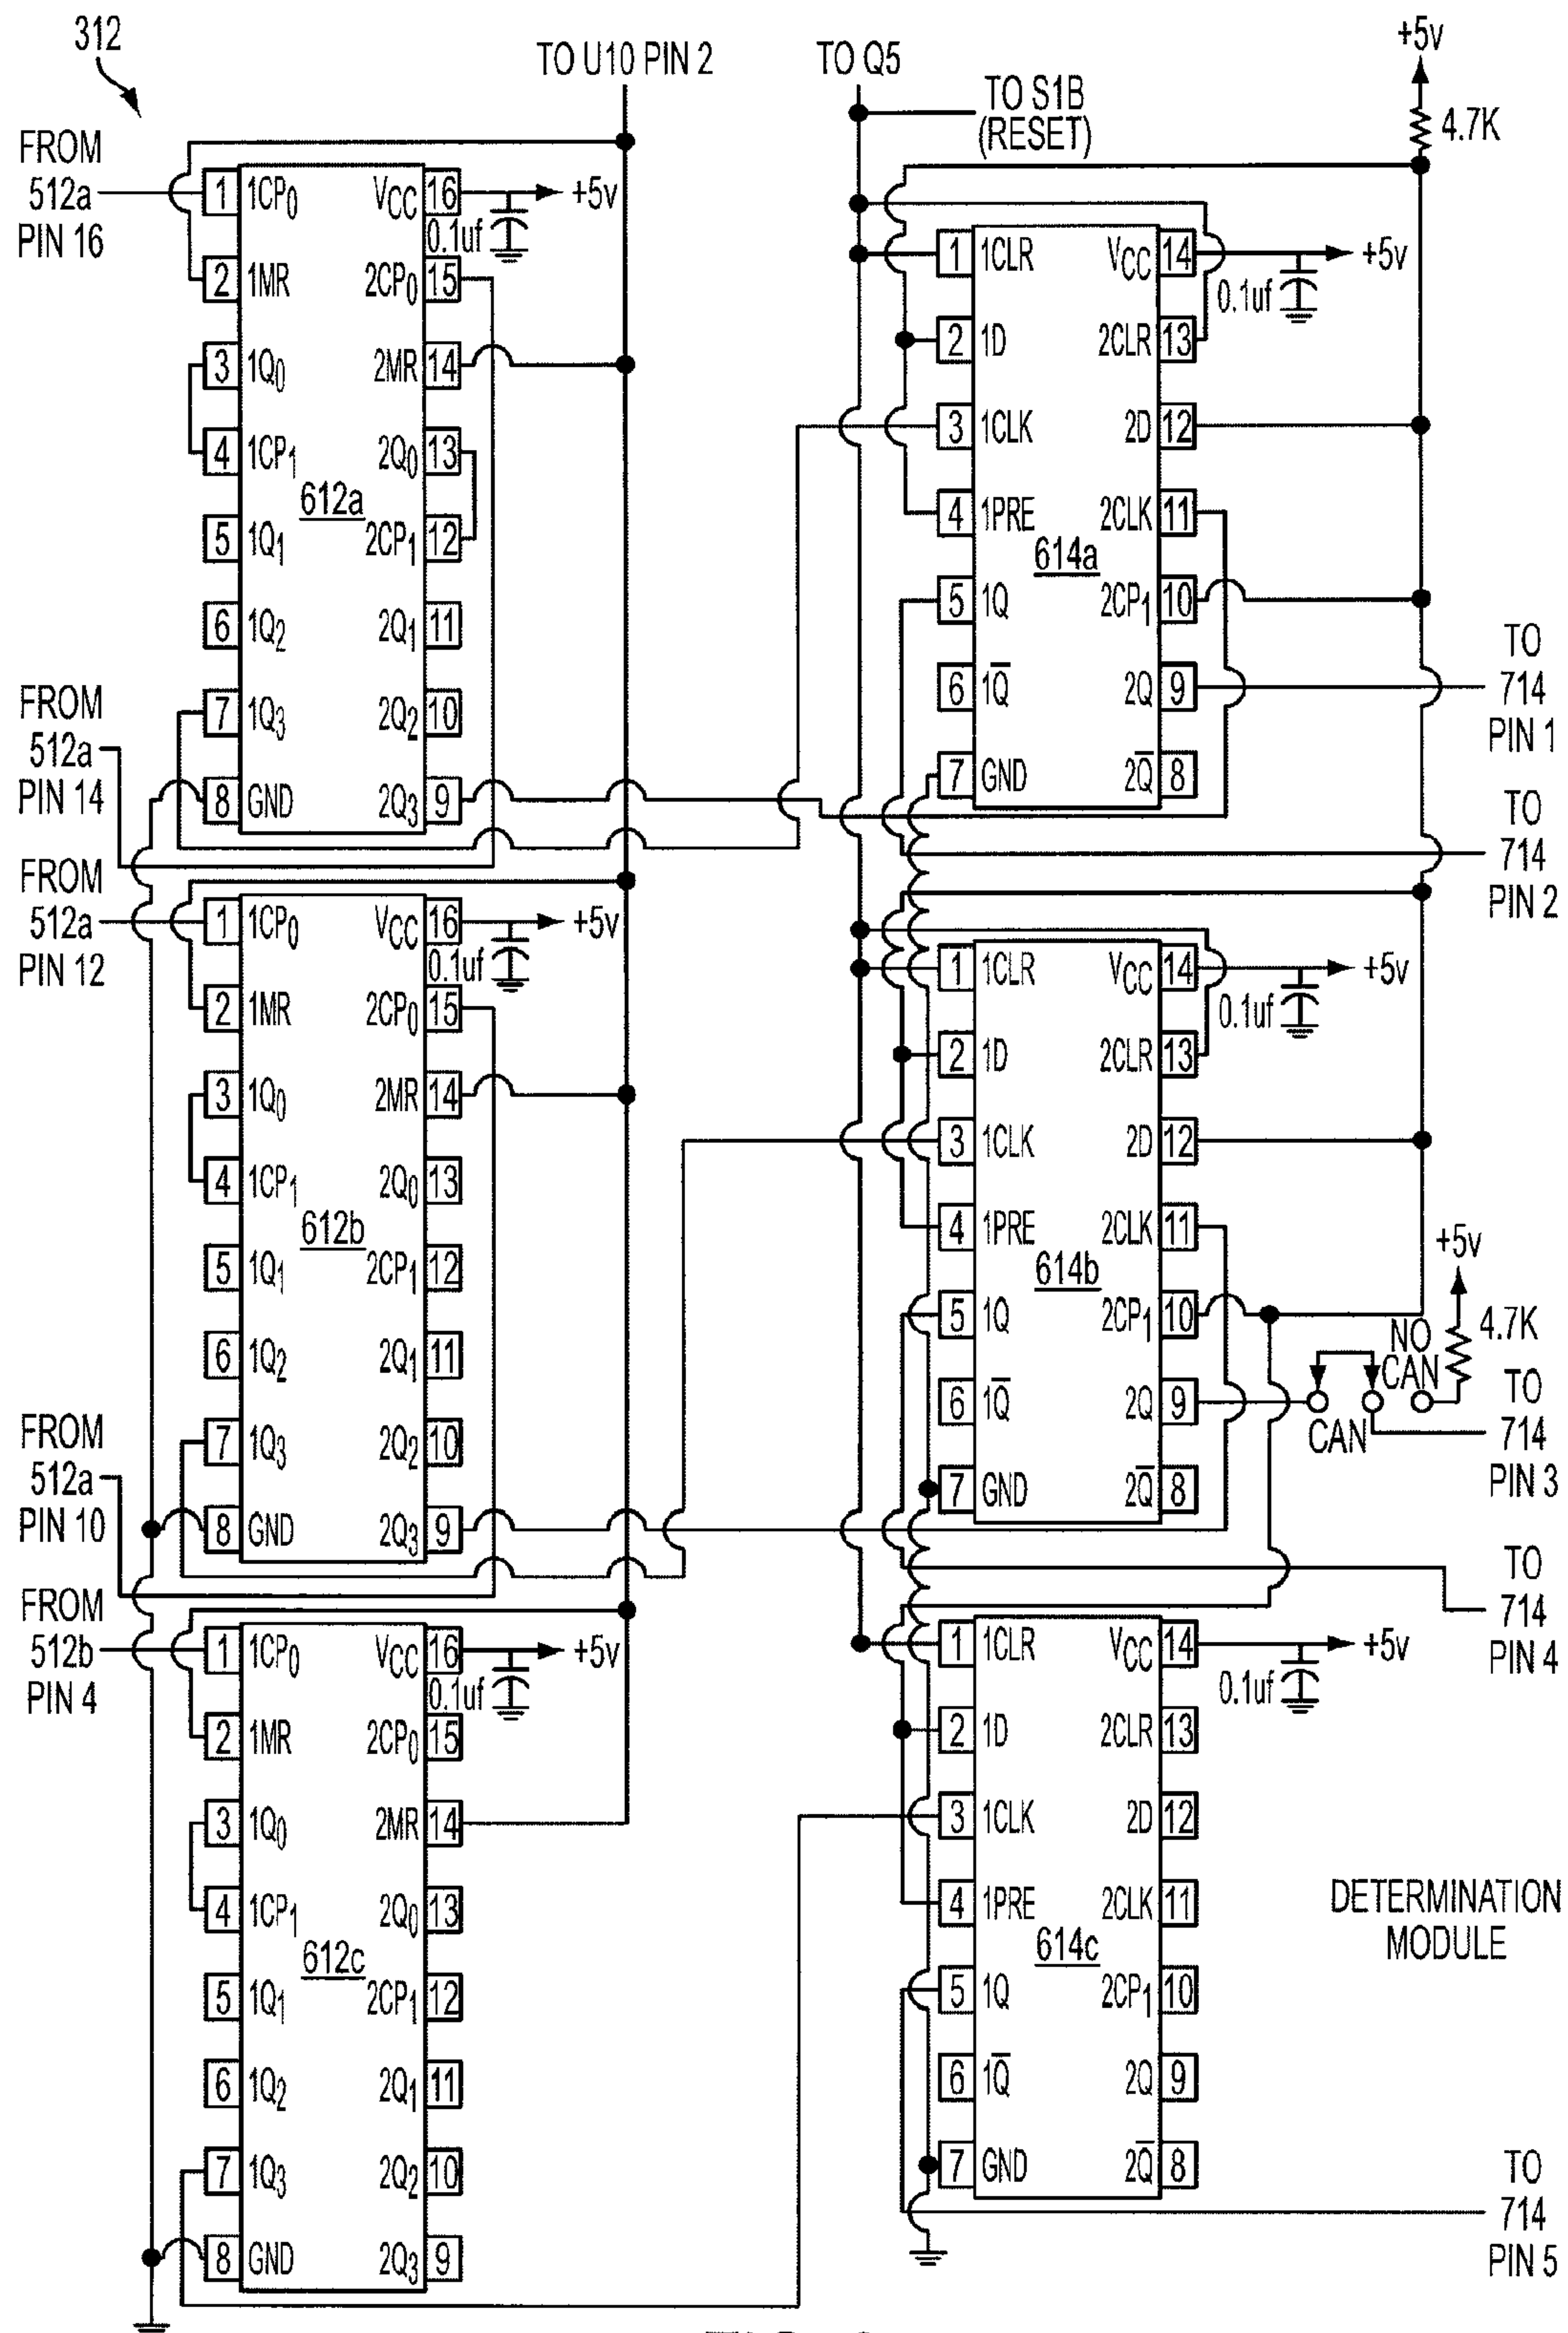 312
TO U10 PIN 2
TO Q5
TO S1B
(RESET)
+5v
4.7K
FROM
512a
PIN 16
1 1CP0 VCC 16 +5v
0.1uf
2 1MR 2CP0 15
3 1Q0 2MR 14
4 1CP1 2Q0 13
612a
5 1Q1 2CP1 12
6 1Q2 2Q1 11
7 1Q3 2Q2 10
8 GND 2Q3 9
FROM
512a
PIN 14
1 1CLR VCC 14 +5v
0.1uf
2 1D 2CLR 13
3 1CLK 2D 12
4 1PRE 2CLK 11
614a
5 1Q 2CP1 10
6 1Q̅ 2Q 9
7 GND 2Q̅ 8
TO
714
PIN 1
TO
714
PIN 2
FROM
512a
PIN 12
1 1CP0 VCC 16 +5v
0.1uf
2 1MR 2CP0 15
3 1Q0 2MR 14
4 1CP1 2Q0 13
612b
5 1Q1 2CP1 12
6 1Q2 2Q1 11
7 1Q3 2Q2 10
8 GND 2Q3 9
FROM
512a
PIN 10
1 1CLR VCC 14 +5v
0.1uf
2 1D 2CLR 13
3 1CLK 2D 12
4 1PRE 2CLK 11
614b
5 1Q 2CP1 10
6 1Q̅ 2Q 9
7 GND 2Q̅ 8
+5v
4.7K
NO
CAN
CAN
TO
714
PIN 3
TO
714
PIN 4
FROM
512b
PIN 4
1 1CP0 VCC 16 +5v
0.1uf
2 1MR 2CP0 15
3 1Q0 2MR 14
4 1CP1 2Q0 13
612c
5 1Q1 2CP1 12
6 1Q2 2Q1 11
7 1Q3 2Q2 10
8 GND 2Q3 9
1 1CLR VCC 14 +5v
0.1uf
2 1D 2CLR 13
3 1CLK 2D 12
4 1PRE 2CLK 11
614c
5 1Q 2CP1 10
6 1Q̅ 2Q 9
7 GND 2Q̅ 8
DETERMINATION
MODULE
TO
714
PIN 5